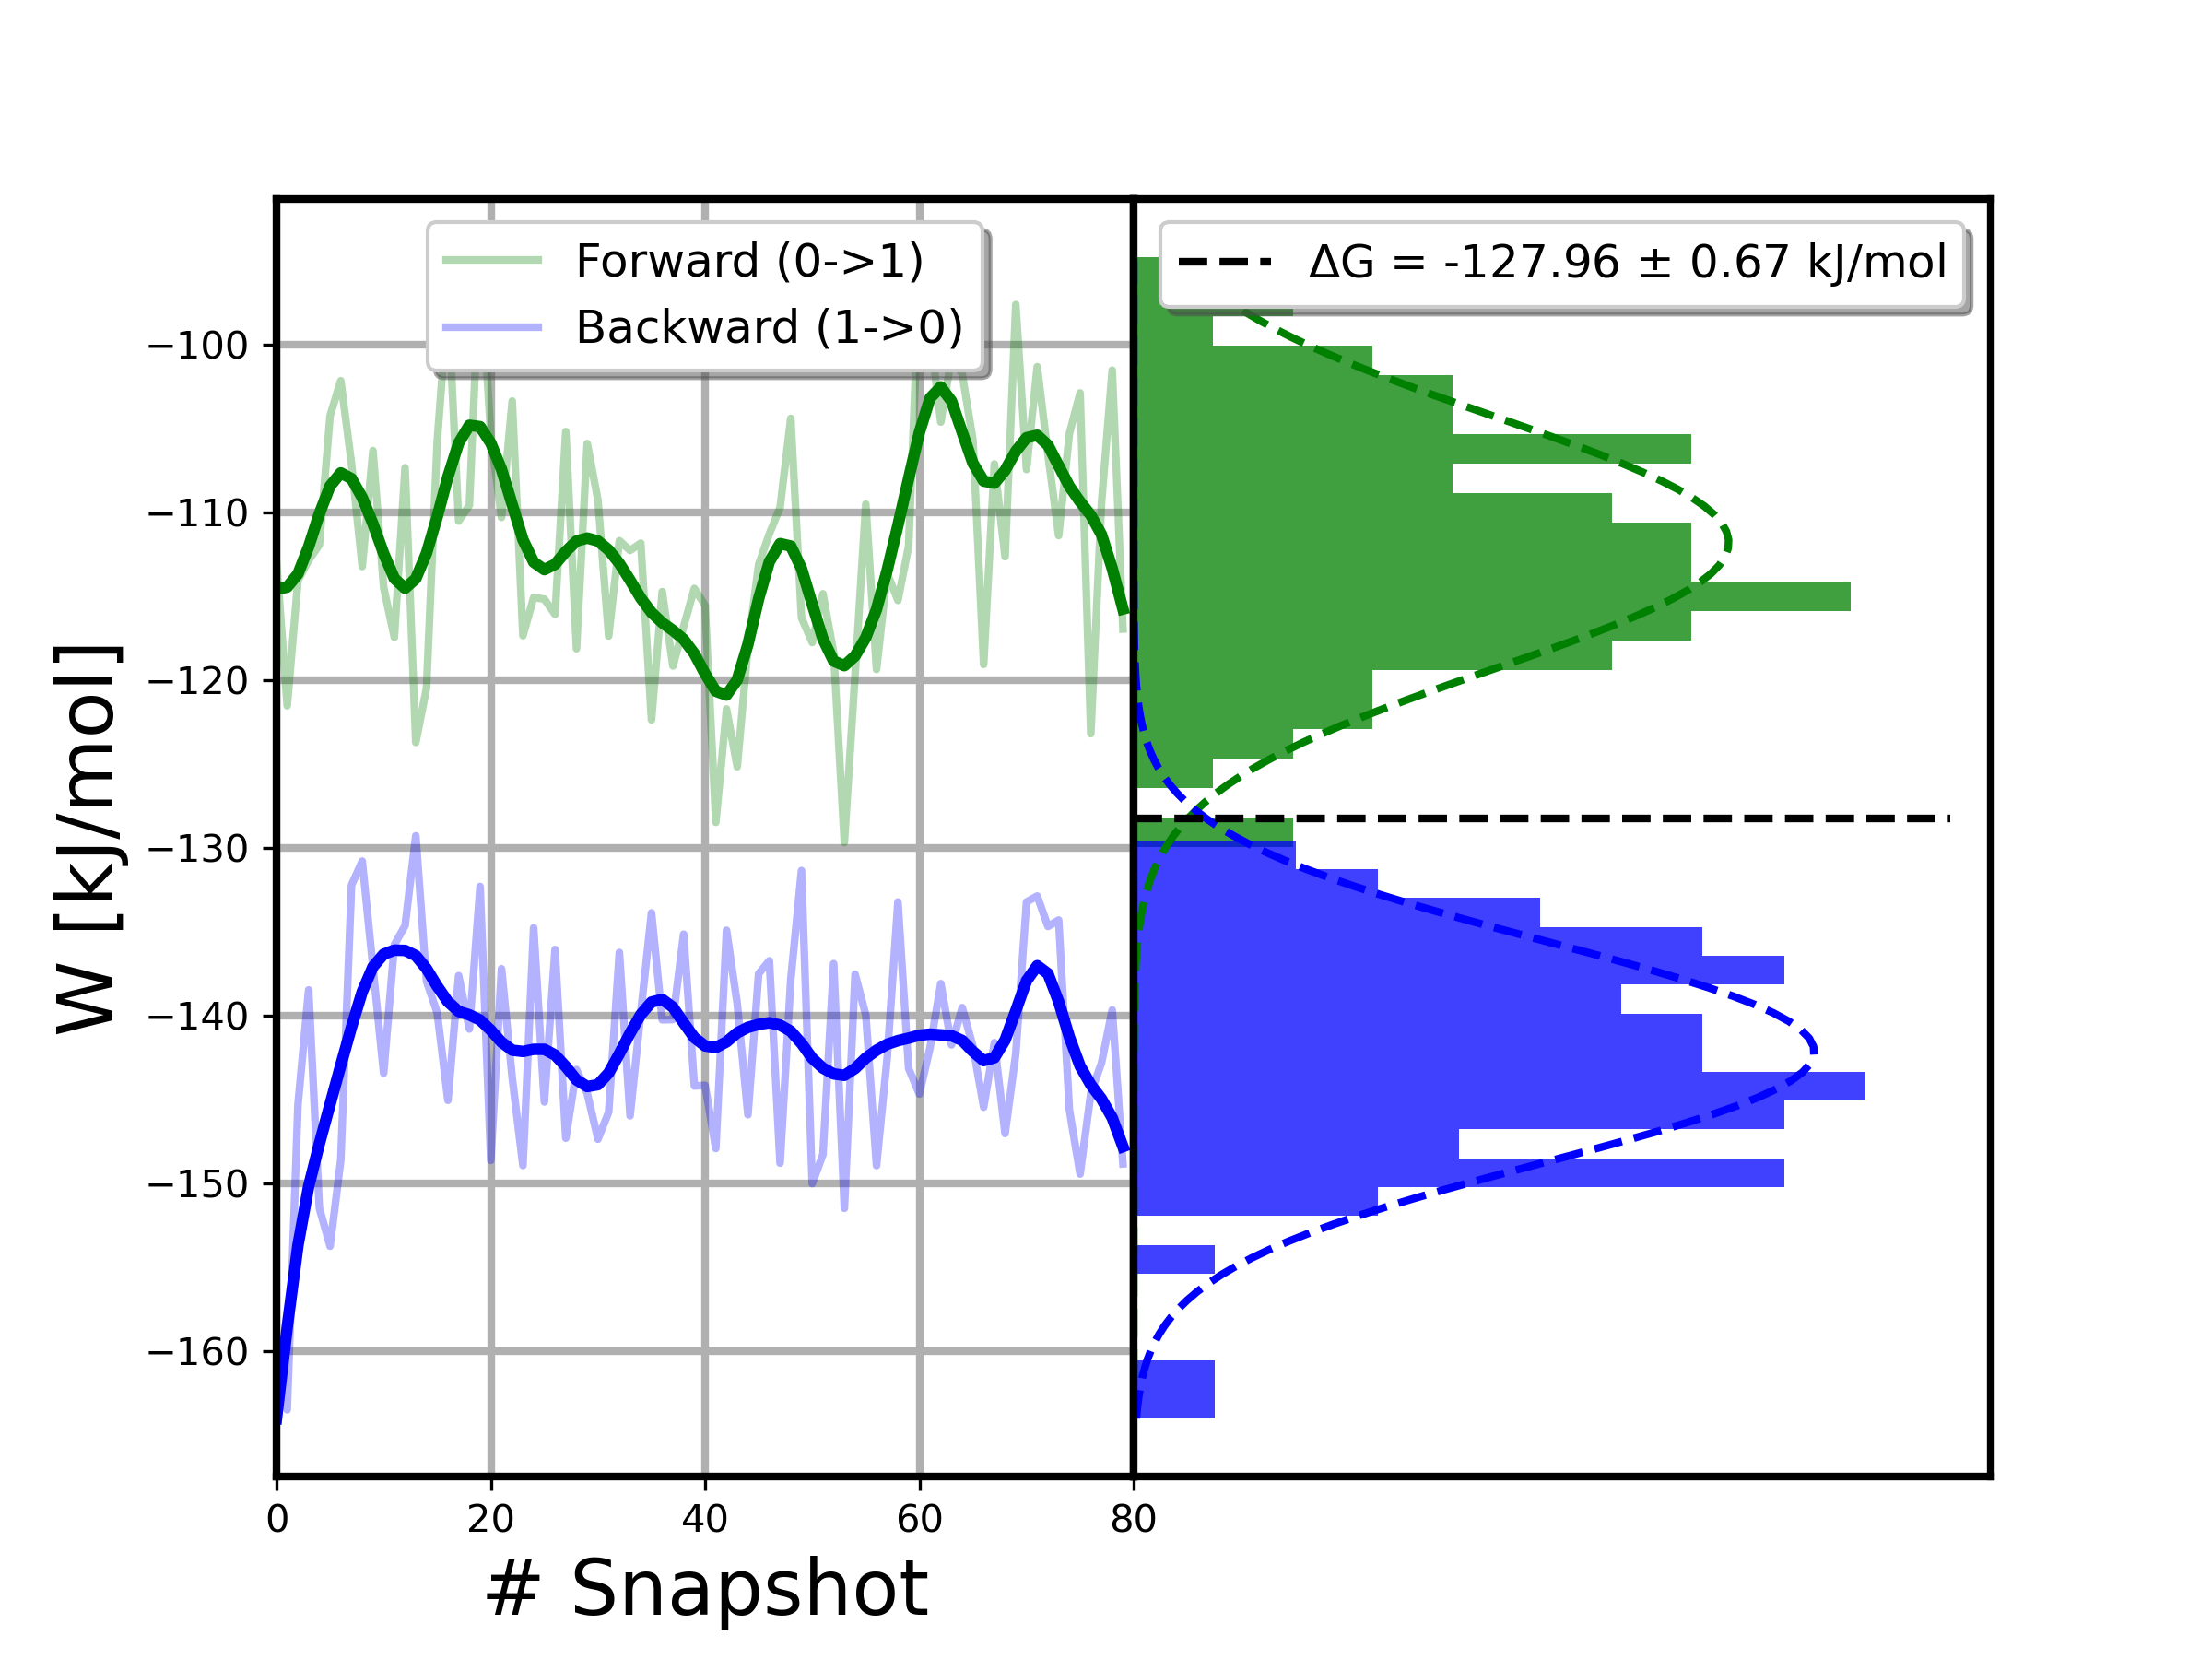 Forward (0->1)
Backward (1->0)
ΔG = -127.96 ± 0.67 kJ/mol
W [kJ/mol]
−100
−110
−120
−130
−140
−150
−160
0 20 40 60 80
# Snapshot